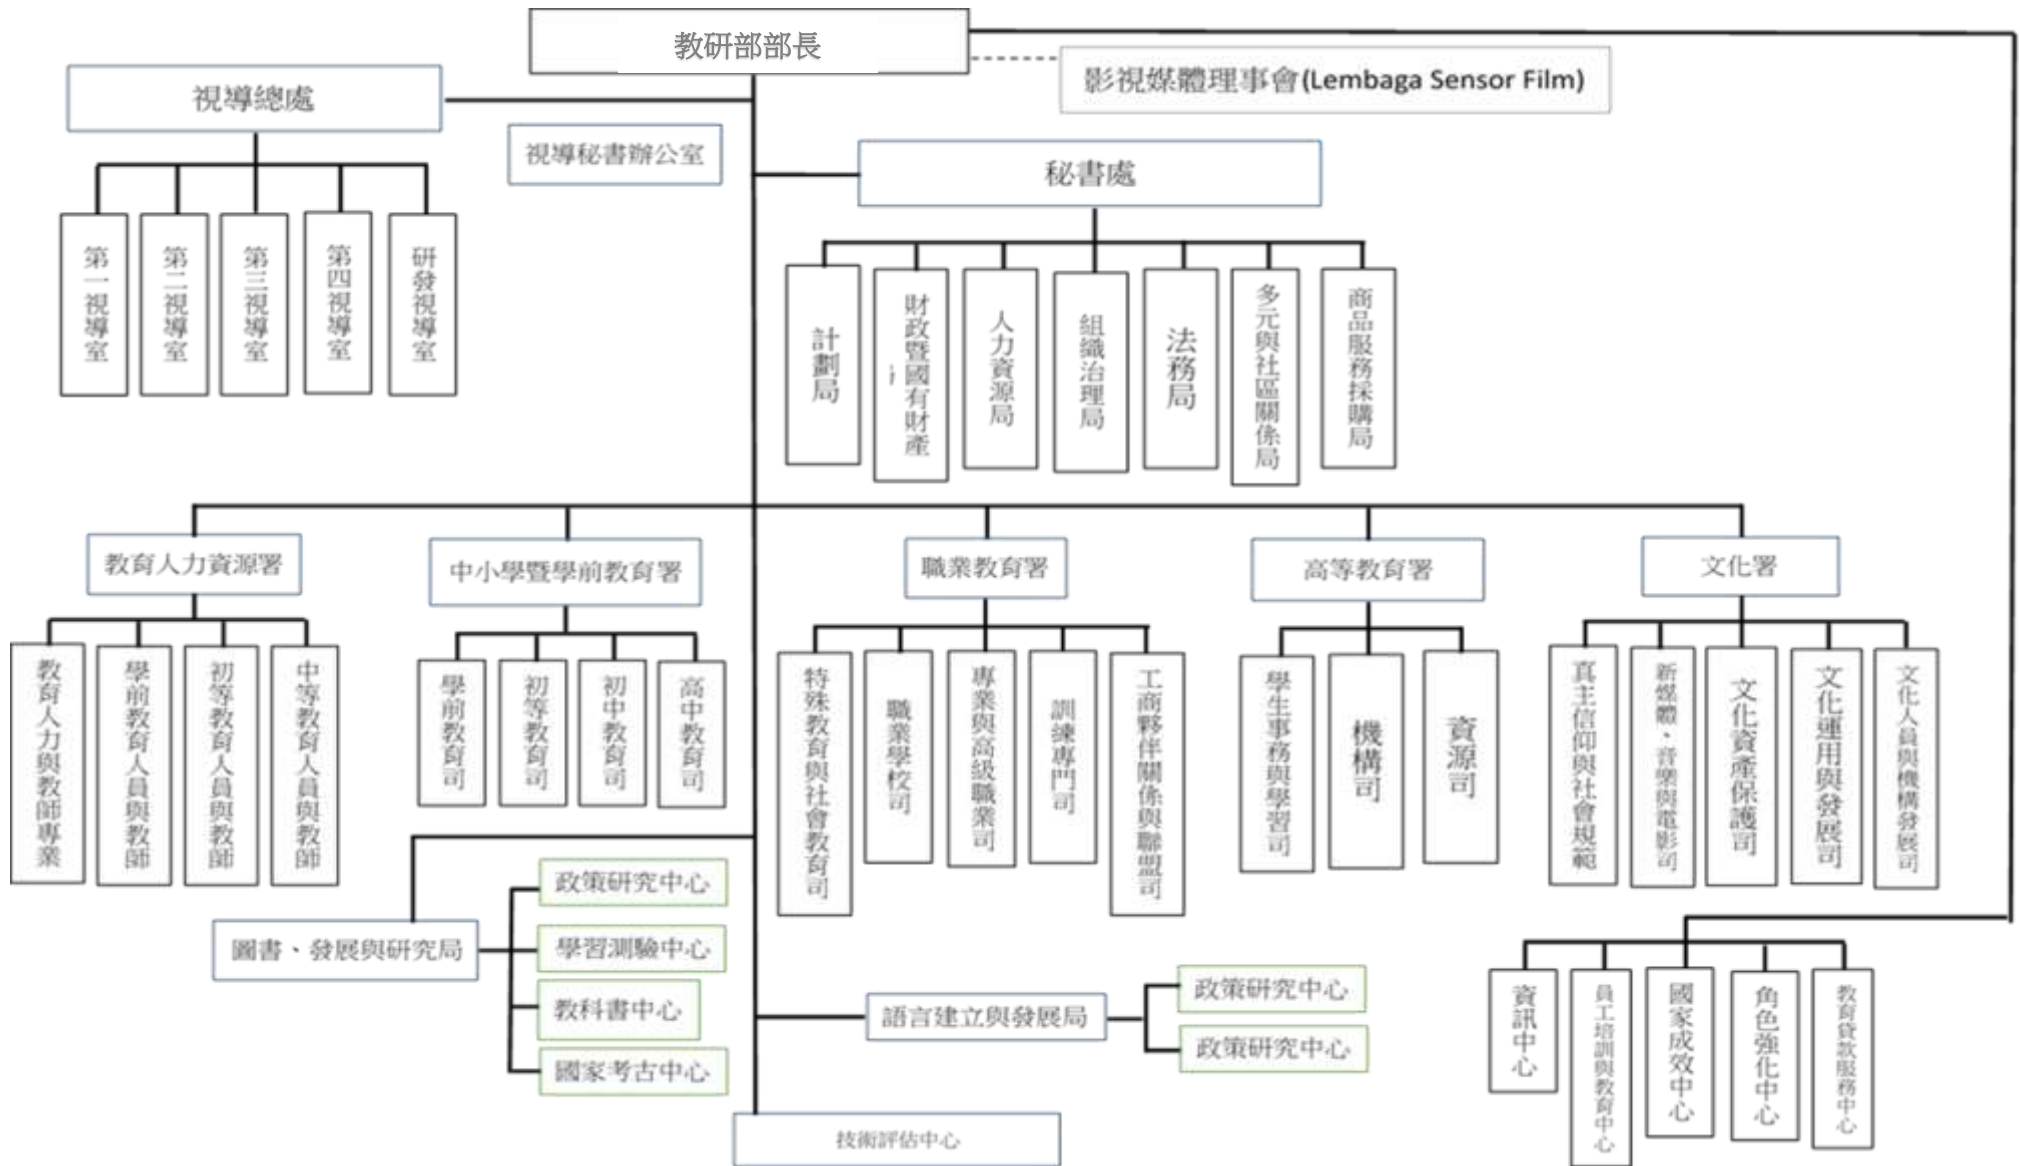 教研部部長
影視媒體理事會(Lembaga Sensor Film)
視導總處
視導秘書辦公室
秘書處
第一視導室
第二視導室
第三視導室
第四視導室
研發視導室
計劃局
財政暨國有財產
人力資源局
組織治理局
法務局
多元與社區關係局
商品服務採購局
教育人力資源署
中小學暨學前教育署
職業教育署
高等教育署
文化署
教育人力與教師專業
學前教育人員與教師
初等教育人員與教師
中等教育人員與教師
學前教育司
初等教育司
初中教育司
高中教育司
特殊教育與社會教育司
職業學校司
專業與高級職業司
訓練專門司
工商夥伴關係與聯盟司
學生事務與學習司
機構司
資源司
真主信仰與社會規範
新媒體、音樂與電影司
文化資產保護司
文化運用與發展司
文化人員與機構發展司
圖書、發展與研究局
政策研究中心
學習測驗中心
教科書中心
國家考古中心
語言建立與發展局
政策研究中心
政策研究中心
資訊中心
員工培訓與教育中心
國家成效中心
角色強化中心
教育貸款服務中心
技術評估中心